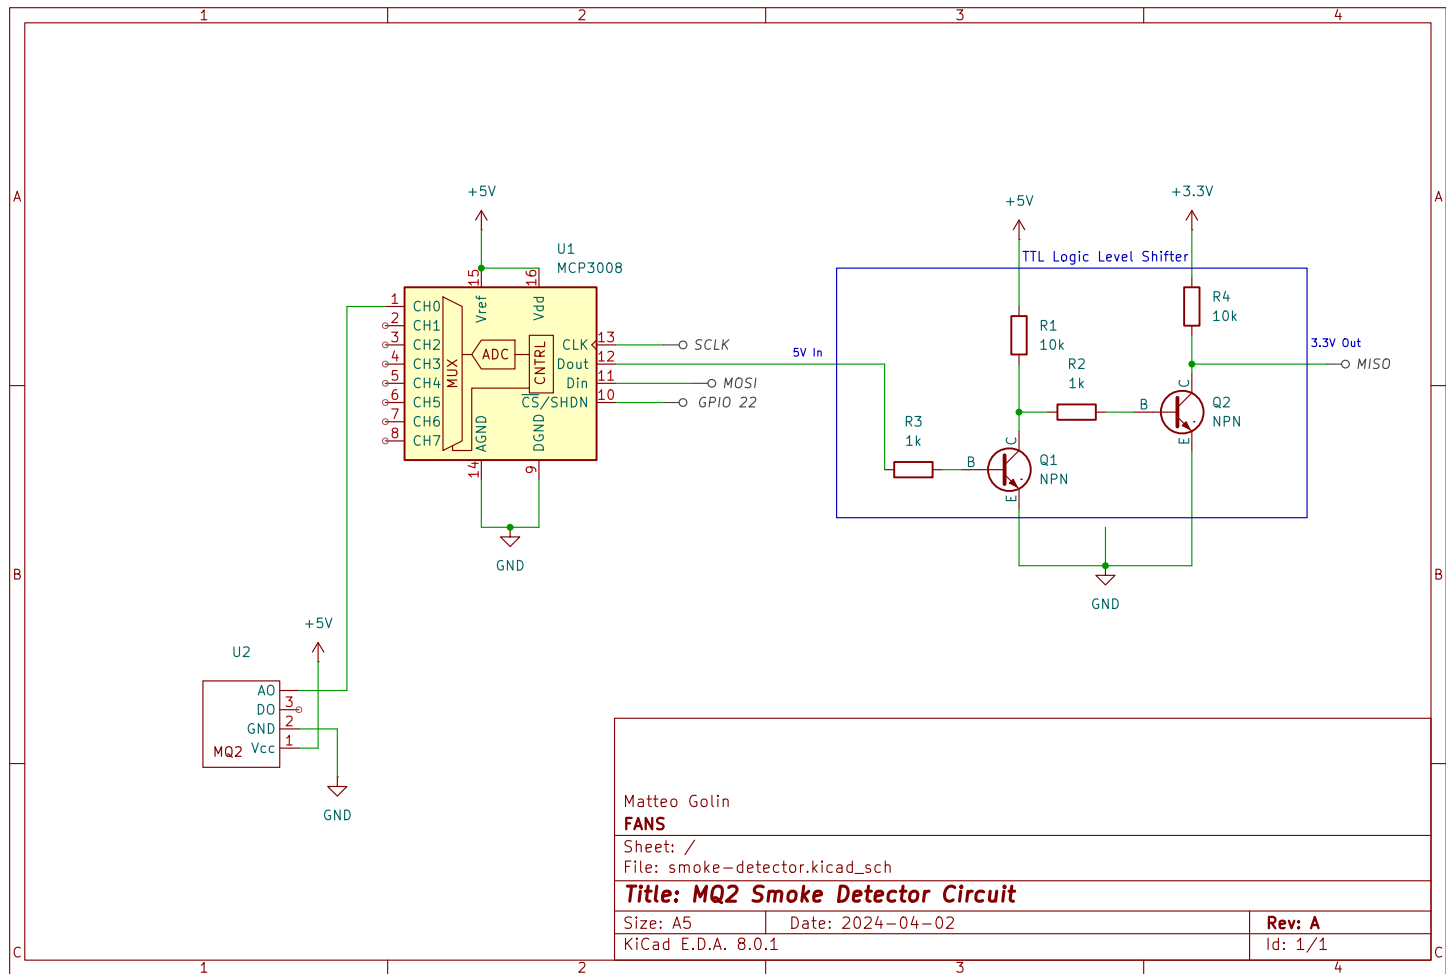 1 2 3 4
A A
+5V
+5V
+3.3V
U1
MCP3008
TTL Logic Level Shifter
15 16
Vref Vdd
1 CH0
2 CH1
3 CH2
4 CH3
5 CH4
6 CH5
7 CH6
8 CH7
MUX
ADC
CNTRL
CLK 13
Dout 12
Din 11
CS/SHDN 10
AGND DGND
14 9
GND
SCLK
MOSI
GPIO 22
5V In
R3
1k
R1
10k
R2
1k
B C E
Q1
NPN
R4
10k
B C E
Q2
NPN
3.3V Out
MISO
GND
B B
+5V
U2
AO
DO 3
GND 2
Vcc 1
MQ2
GND
Matteo Golin
FANS
Sheet: /
File: smoke-detector.kicad_sch
Title: MQ2 Smoke Detector Circuit
Size: A5 Date: 2024-04-02 Rev: A
KiCad E.D.A. 8.0.1 Id: 1/1
C C
1 2 3 4